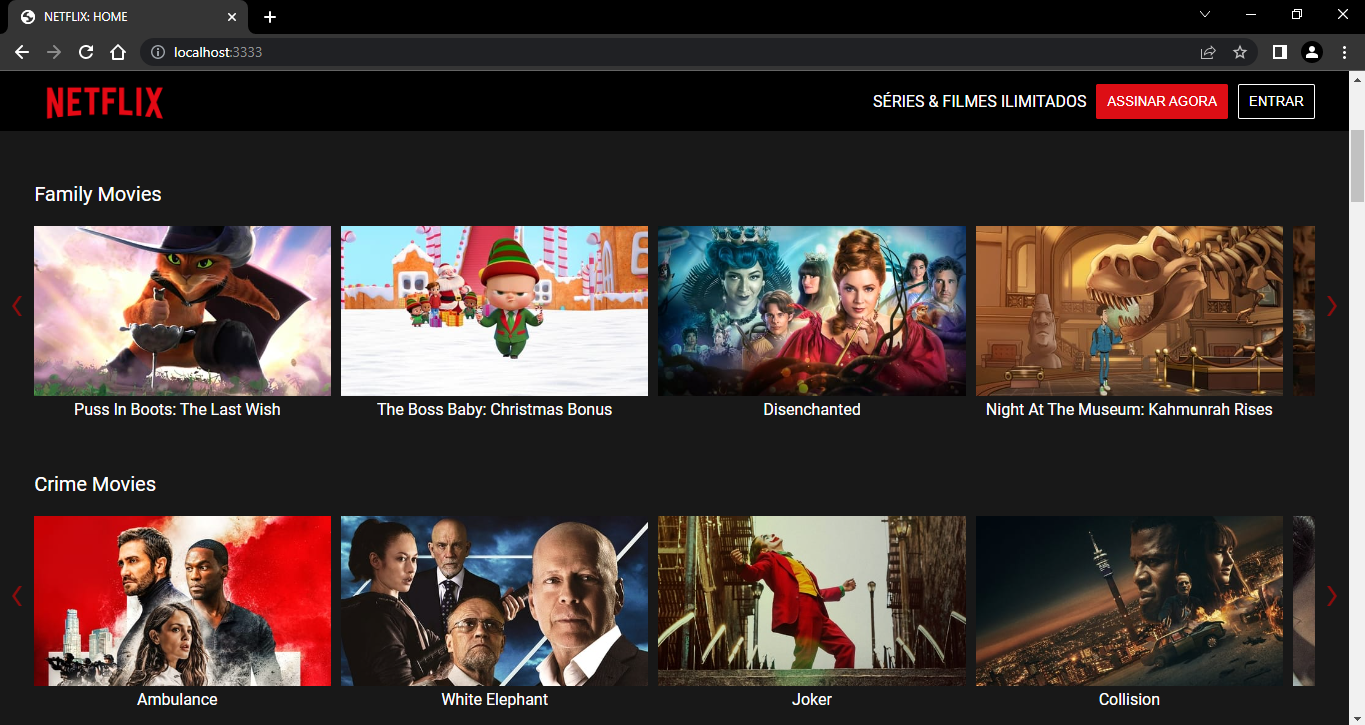 NETFLIX: HOME
localhost:3333
NETFLIX
SÉRIES & FILMES ILIMITADOS
ASSINAR AGORA
ENTRAR
Family Movies
Puss In Boots: The Last Wish
The Boss Baby: Christmas Bonus
Disenchanted
Night At The Museum: Kahmunrah Rises
Crime Movies
Ambulance
White Elephant
Joker
Collision